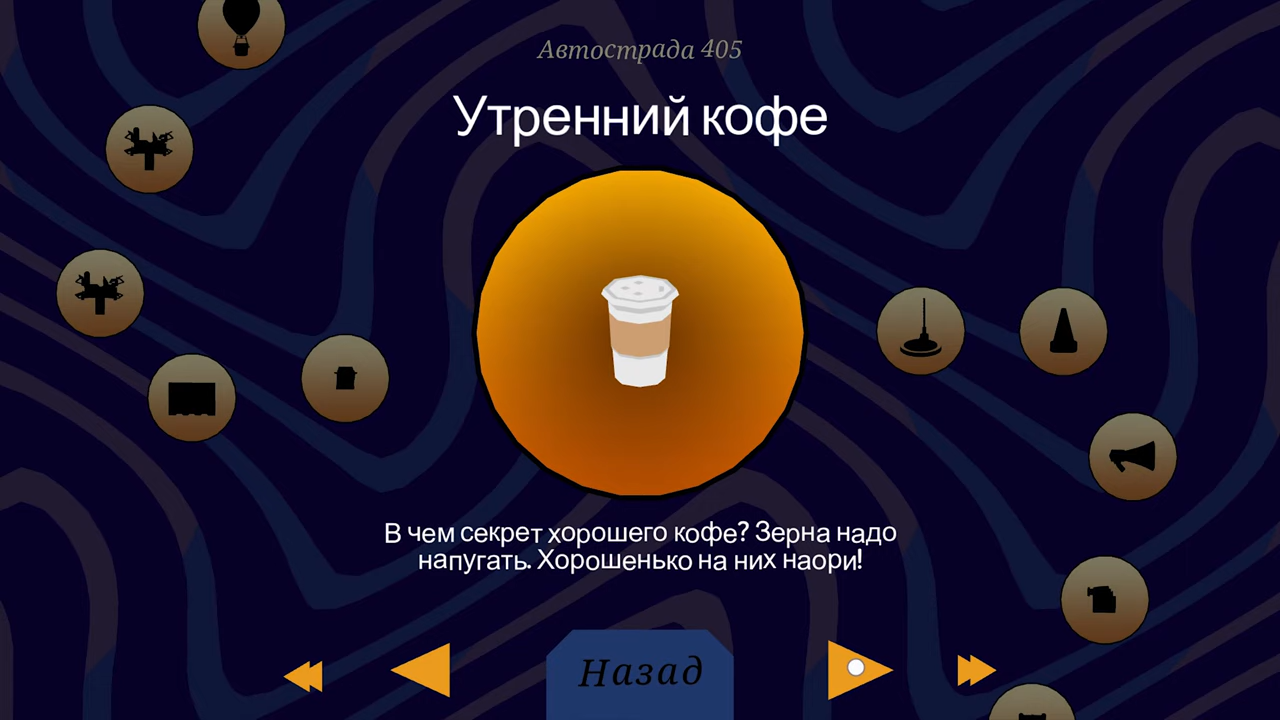 Автострада 405
Утренний кофе
В чем секрет хорошего кофе? Зерна надо
напугать. Хорошенько на них наори!
Назад